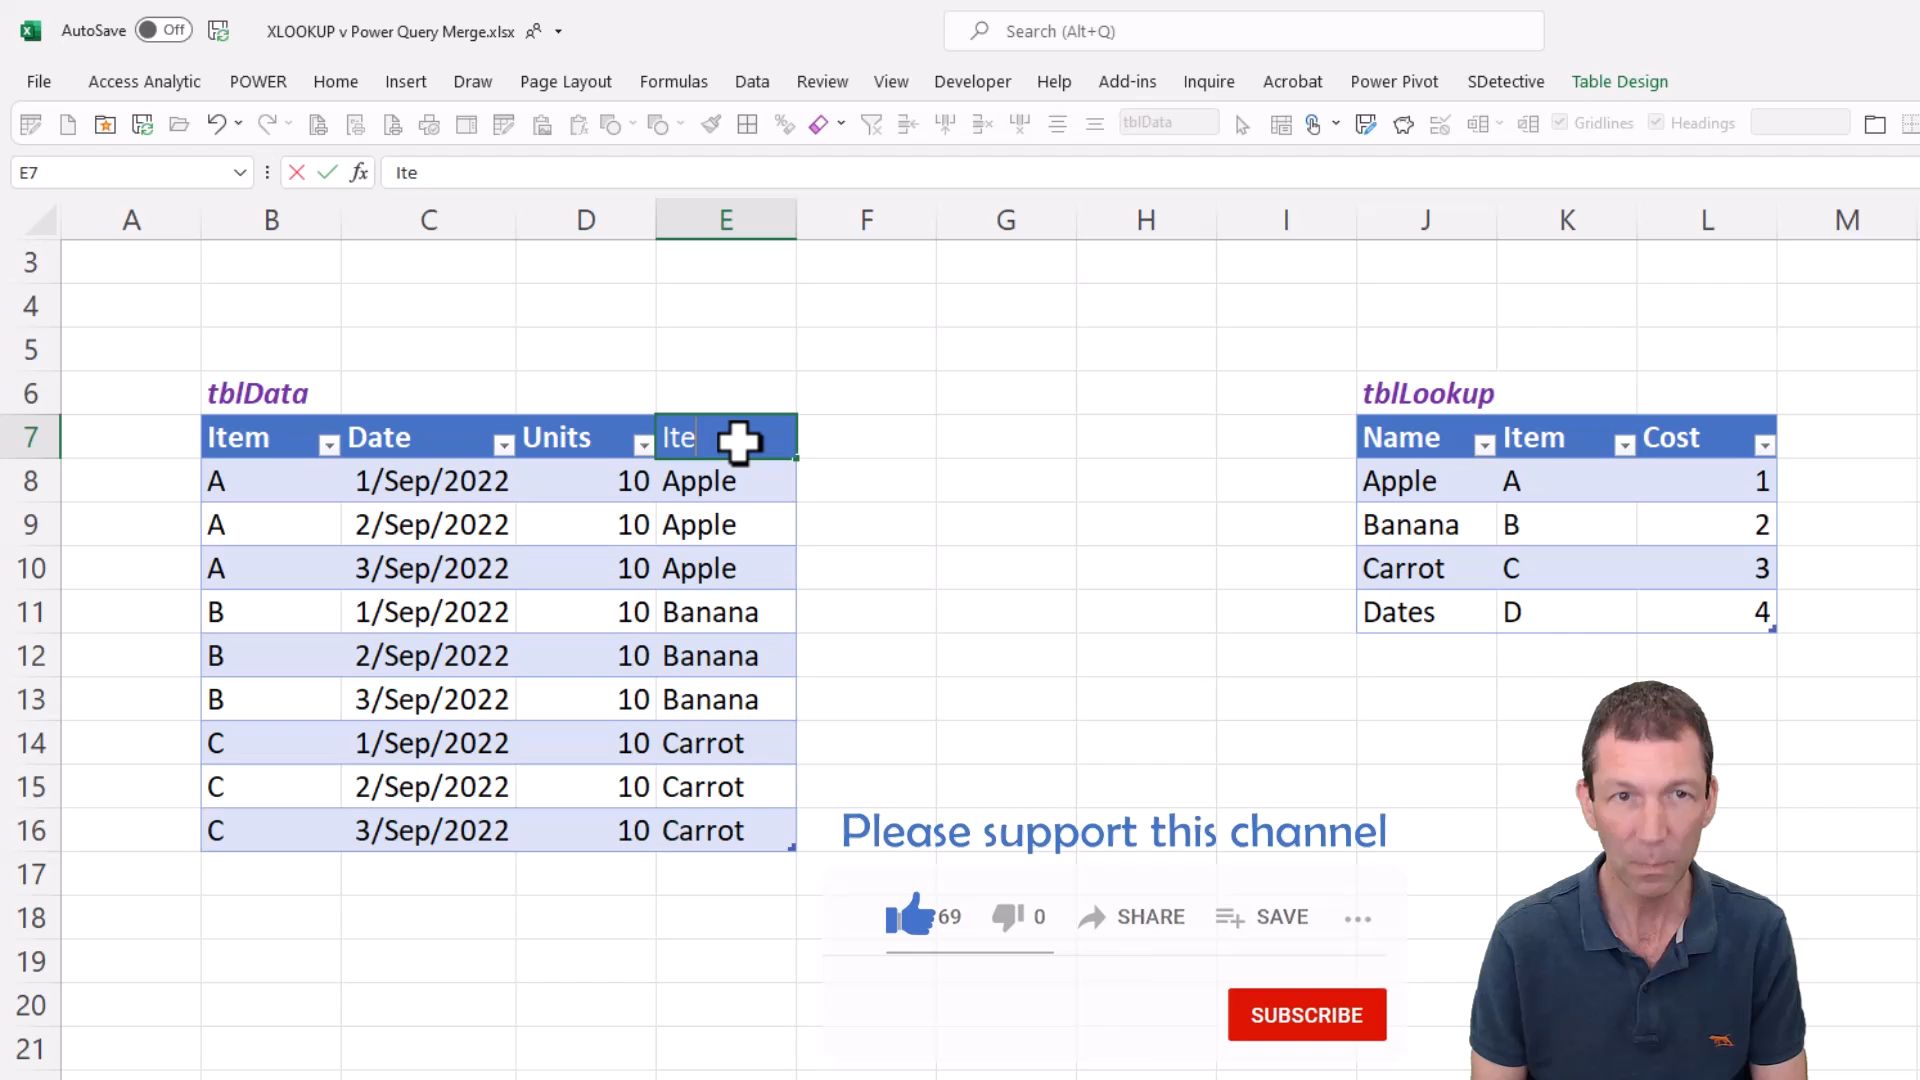 AutoSave Off XLOOKUP v Power Query Merge.xlsx Search (Alt+Q)
File Access Analytic POWER Home Insert Draw Page Layout Formulas Data Review View Developer Help Add-ins Inquire Acrobat Power Pivot SDetective Table Design
tblData Gridlines Headings
E7 fx Ite
A B C D E F G H I J K L M
3
4
5
6 tblData tblLookup
7 Item Date Units Ite Name Item Cost
8 A 1/Sep/2022 10 Apple Apple A 1
9 A 2/Sep/2022 10 Apple Banana B 2
10 A 3/Sep/2022 10 Apple Carrot C 3
11 B 1/Sep/2022 10 Banana Dates D 4
12 B 2/Sep/2022 10 Banana
13 B 3/Sep/2022 10 Banana
14 C 1/Sep/2022 10 Carrot
15 C 2/Sep/2022 10 Carrot
16 C 3/Sep/2022 10 Carrot
Please support this channel
17
18 69 0 SHARE SAVE
19
20
SUBSCRIBE
21